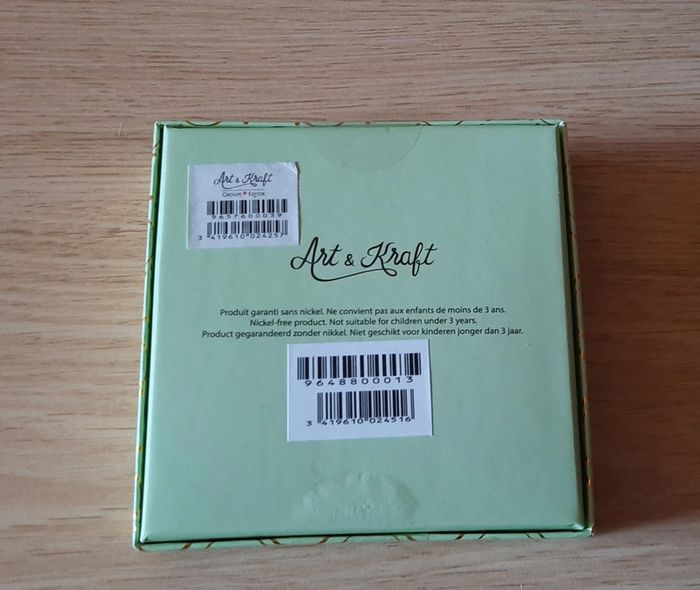 Art & Kraft
GROUPE ★ EDITOR
9657600039
3 419610 024257
Art & Kraft
Produit garanti sans nickel. Ne convient pas aux enfants de moins de 3 ans.
Nickel-free product. Not suitable for children under 3 years.
Product gegarandeerd zonder nikkel. Niet geschikt voor kinderen jonger dan 3 jaar.
9648800013
3 419610 024516